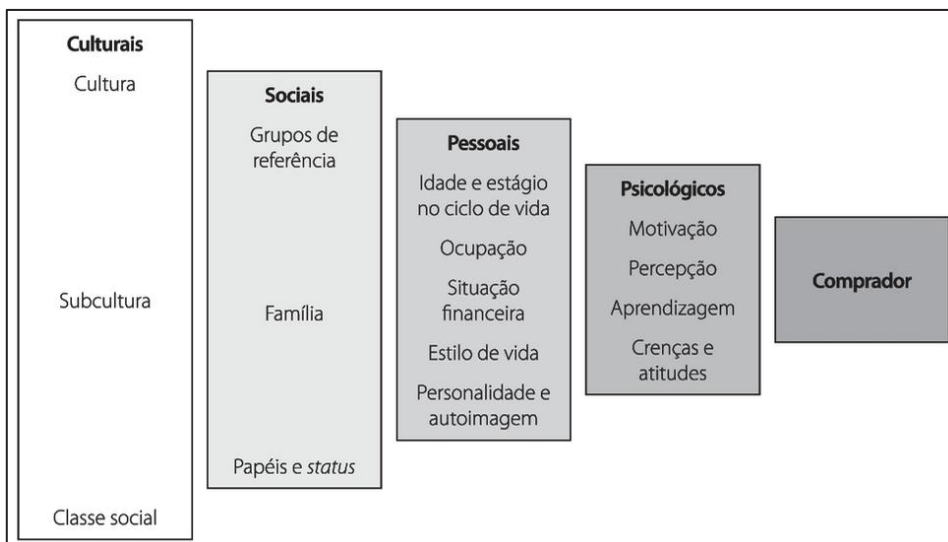 Culturais
Cultura
Subcultura
Classe social
Sociais
Grupos de
referência
Família
Papéis e status
Pessoais
Idade e estágio
no ciclo de vida
Ocupação
Situação
financeira
Estilo de vida
Personalidade e
autoimagem
Psicológicos
Motivação
Percepção
Aprendizagem
Crenças e
atitudes
Comprador